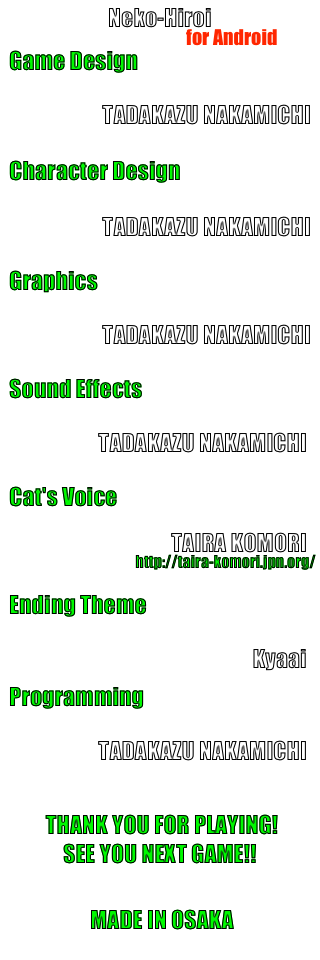 Neko-Hiroi
for Android
Game Design
TADAKAZU NAKAMICHI
Character Design
TADAKAZU NAKAMICHI
Graphics
TADAKAZU NAKAMICHI
Sound Effects
TADAKAZU NAKAMICHI
Cat's Voice
TAIRA KOMORI
http://taira-komori.jpn.org/
Ending Theme
Kyaai
Programming
TADAKAZU NAKAMICHI
THANK YOU FOR PLAYING!
SEE YOU NEXT GAME!!
MADE IN OSAKA